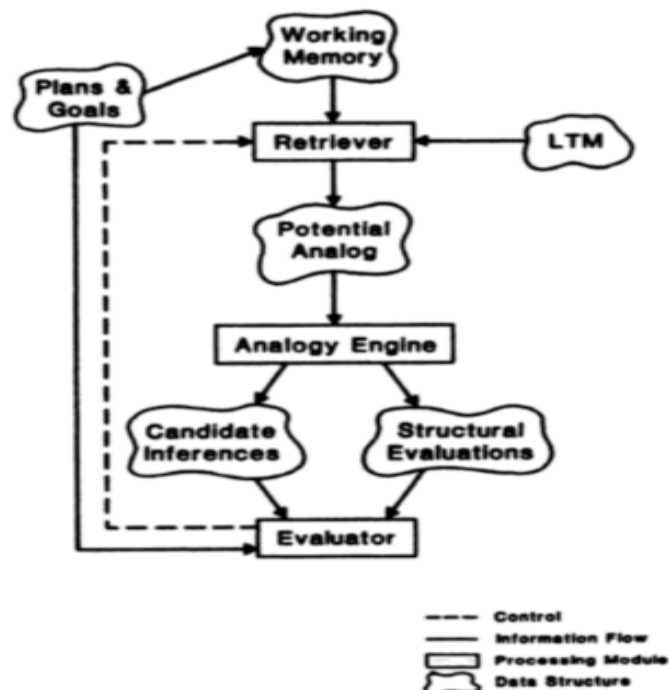 Working
Memory
Plans &
Goals
Retriever
LTM
Potential
Analog
Analogy Engine
Candidate
Inferences
Structural
Evaluations
Evaluator
Control
Information Flow
Processing Module
Data Structure